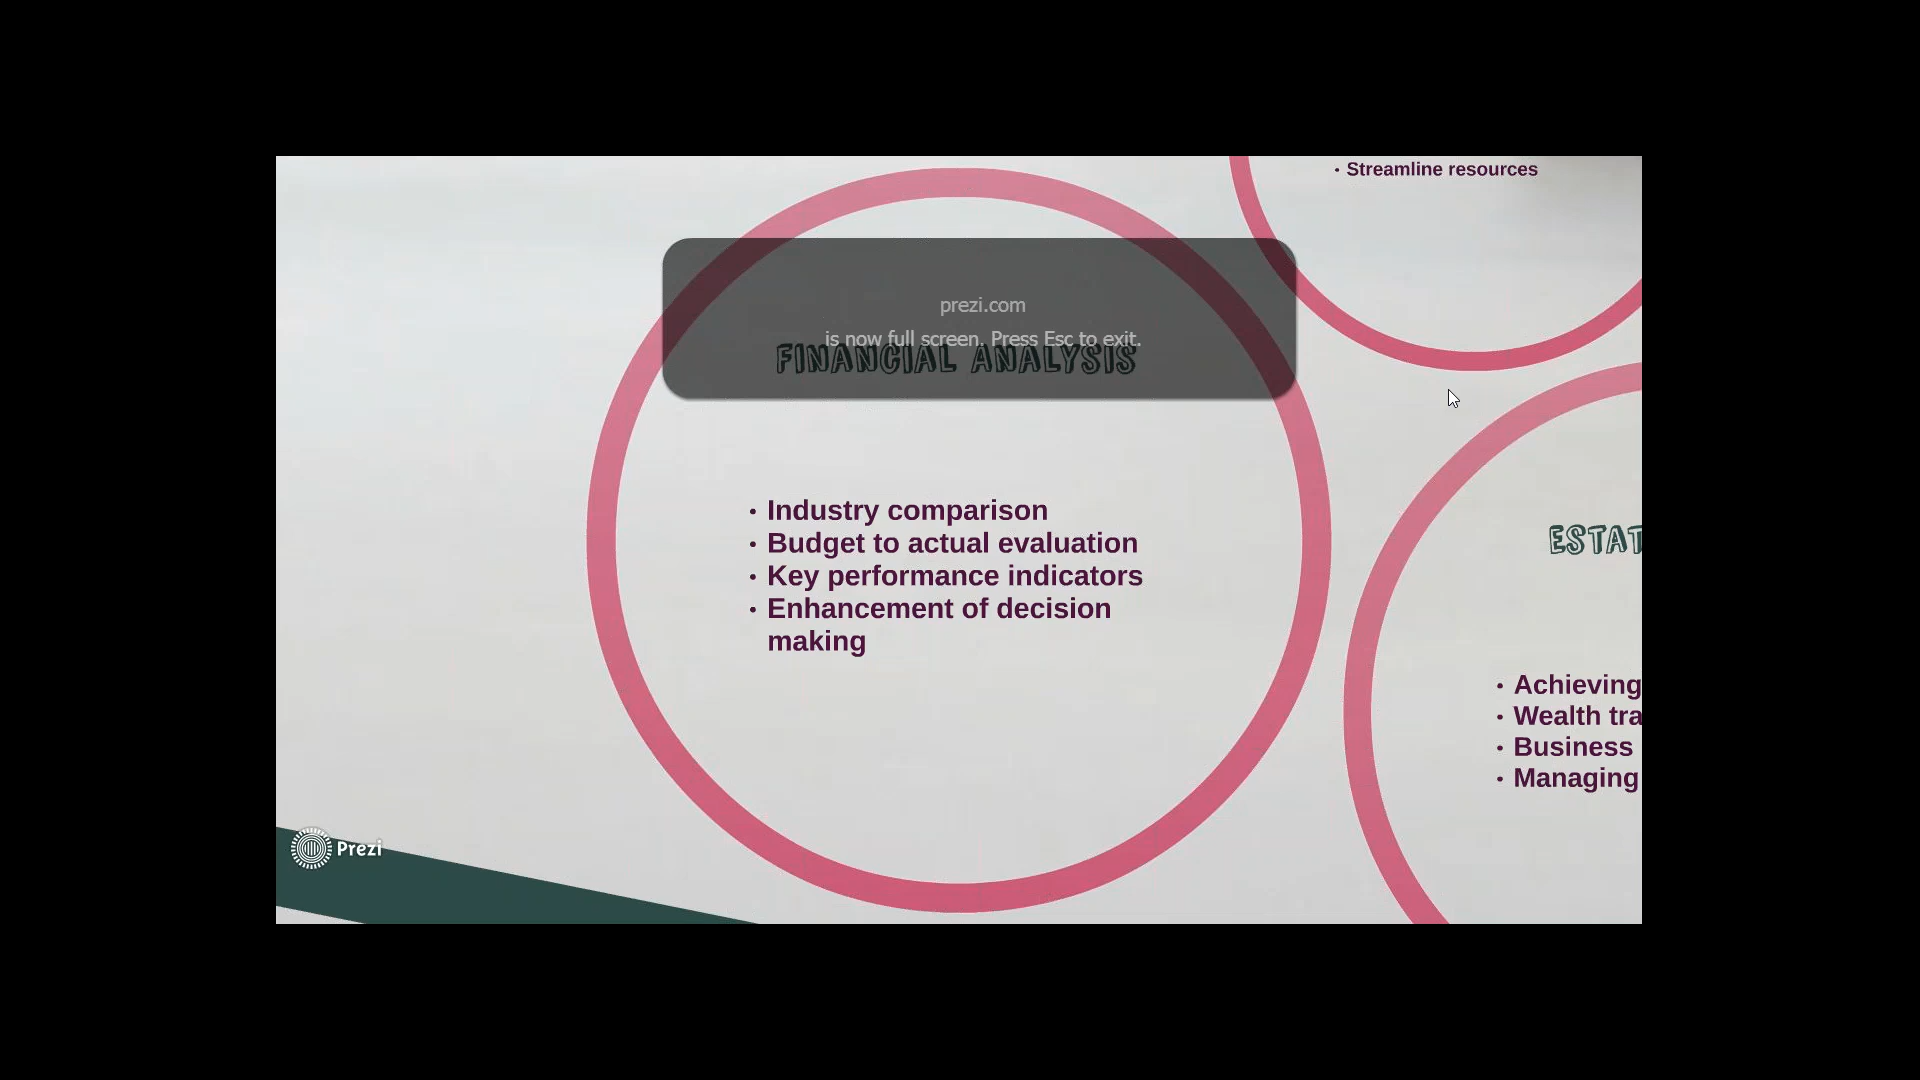 • Streamline resources
prezi.com
is now full screen. Press Esc to exit.
FINANCIAL ANALYSIS
• Industry comparison
• Budget to actual evaluation
• Key performance indicators
• Enhancement of decision
making
ESTAT
• Achieving
• Wealth tra
• Business
• Managing
Prezi